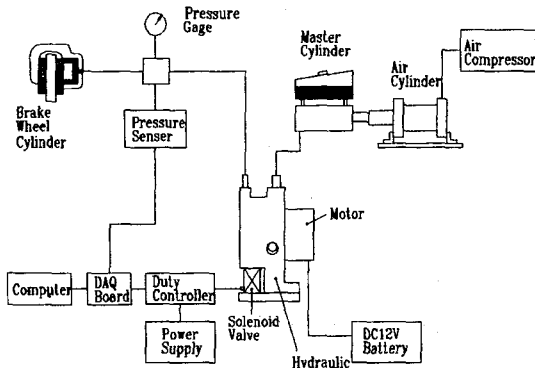 Pressure
Gage
Master
Cylinder
Air
Compressor
Air
Cylinder
Brake
Wheel
Cylinder
Pressure
Senser
Motor
Computer
DAQ
Board
Duty
Controller
Solenoid
Valve
Power
Supply
DC12V
Battery
Hydraulic